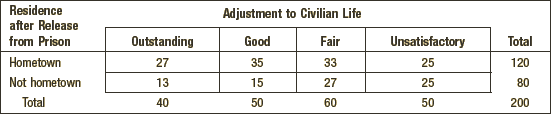 Residence after Release from Prison Adjustment to Civilian Life
Outstanding Good Fair Unsatisfactory Total
Hometown 27 35 33 25 120
Not hometown 13 15 27 25 80
Total 40 50 60 50 200